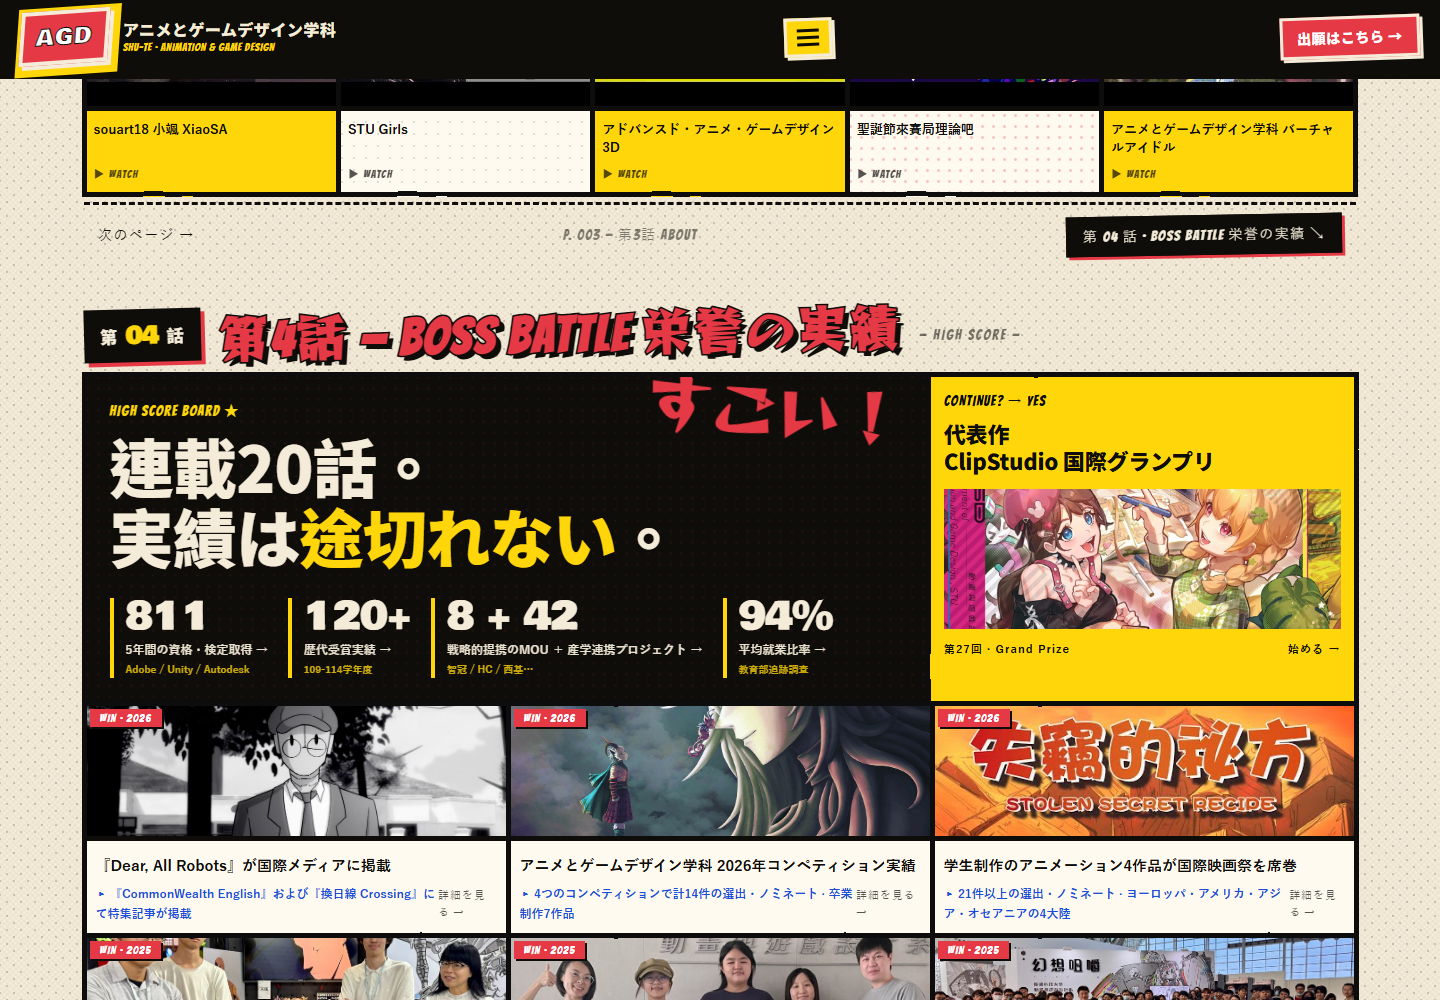 AGD
アニメとゲームデザイン学科
SHU-TE · ANIMATION & GAME DESIGN
出願はこちら →
souart18 小颯 XiaoSA
▶ WATCH
STU Girls
▶ WATCH
アドバンスド・アニメ・ゲームデザイン
3D
▶ WATCH
聖誕節來賽局理論吧
▶ WATCH
アニメとゲームデザイン学科 バーチャ
ルアイドル
▶ WATCH
次のページ →
P. 003 — 第3話 ABOUT
第 04 話 · BOSS BATTLE 栄誉の実績 ↘
第 04 話
第4話 — BOSS BATTLE 栄誉の実績
— HIGH SCORE —
HIGH SCORE BOARD ★
すごい！
連載20話。
実績は途切れない。
811
5年間の資格・検定取得 →
Adobe / Unity / Autodesk
120+
歴代受賞実績 →
109-114学年度
8 + 42
戦略的提携のMOU ＋ 産学連携プロジェクト →
智冠 / HC / 西基…
94%
平均就業比率 →
教育部追跡調査
CONTINUE? → YES
代表作
ClipStudio 国際グランプリ
第27回 · Grand Prize
始める →
WIN · 2026
『Dear, All Robots』が国際メディアに掲載
▸ 『CommonWealth English』および『換日線 Crossing』に
て特集記事が掲載
詳細を見
る →
WIN · 2026
アニメとゲームデザイン学科 2026年コンペティション実績
▸ 4つのコンペティションで計14件の選出・ノミネート · 卒業
制作7作品
詳細を見る
→
WIN · 2026
失竊的秘方
STOLEN SECRET RECIPE
学生制作のアニメーション4作品が国際映画祭を席巻
▸ 21件以上の選出・ノミネート · ヨーロッパ・アメリカ・アジ
ア・オセアニアの4大陸
詳細を見
る →
WIN · 2025
WIN · 2025
WIN · 2025
幻想咀嚼